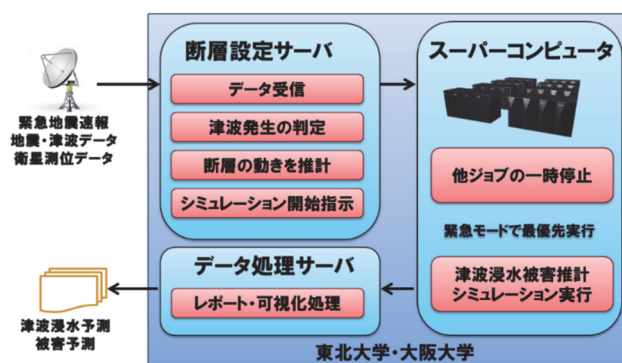 緊急地震速報
地震・津波データ
衛星測位データ
断層設定サーバ
データ受信
津波発生の判定
断層の動きを推計
シミュレーション開始指示
スーパーコンピュータ
他ジョブの一時停止
緊急モードで最優先実行
津波浸水被害推計
シミュレーション実行
データ処理サーバ
レポート・可視化処理
津波浸水予測
被害予測
東北大学・大阪大学